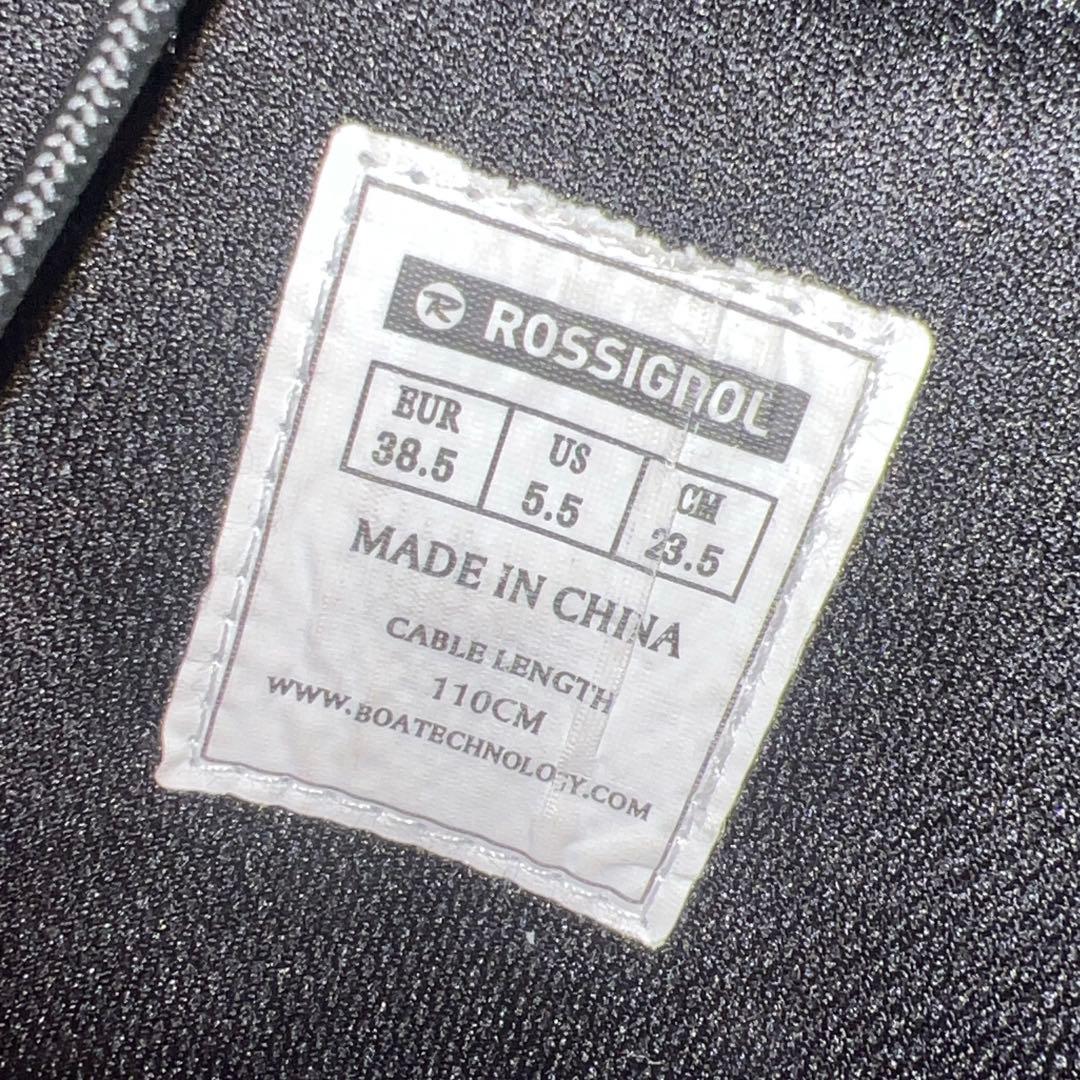 R ROSSIGNOL
EUR US CM
38.5 5.5 23.5
MADE IN CHINA
CABLE LENGTH
110CM
WWW.BOATECHNOLOGY.COM